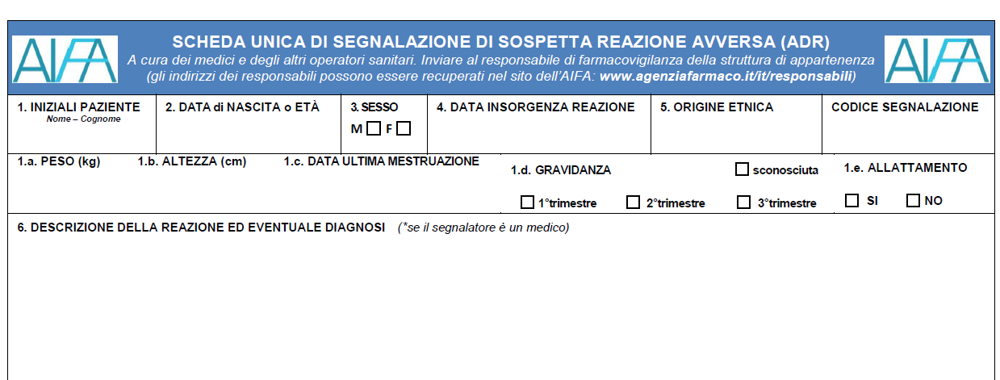 AIFA
SCHEDA UNICA DI SEGNALAZIONE DI SOSPETTA REAZIONE AVVERSA (ADR)
AIFA
A cura dei medici e degli altri operatori sanitari. Inviare al responsabile di farmacovigilanza della struttura di appartenenza
(gli indirizzi dei responsabili possono essere recuperati nel sito dell'AIFA: www.agenziafarmaco.it/it/responsabili)
1. INIZIALI PAZIENTE
Nome – Cognome
2. DATA di NASCITA o ETÀ
3. SESSO
M F
4. DATA INSORGENZA REAZIONE
5. ORIGINE ETNICA
CODICE SEGNALAZIONE
1.a. PESO (kg)
1.b. ALTEZZA (cm)
1.c. DATA ULTIMA MESTRUAZIONE
1.d. GRAVIDANZA
sconosciuta
1°trimestre
2°trimestre
3°trimestre
1.e. ALLATTAMENTO
SI NO
6. DESCRIZIONE DELLA REAZIONE ED EVENTUALE DIAGNOSI (*se il segnalatore è un medico)